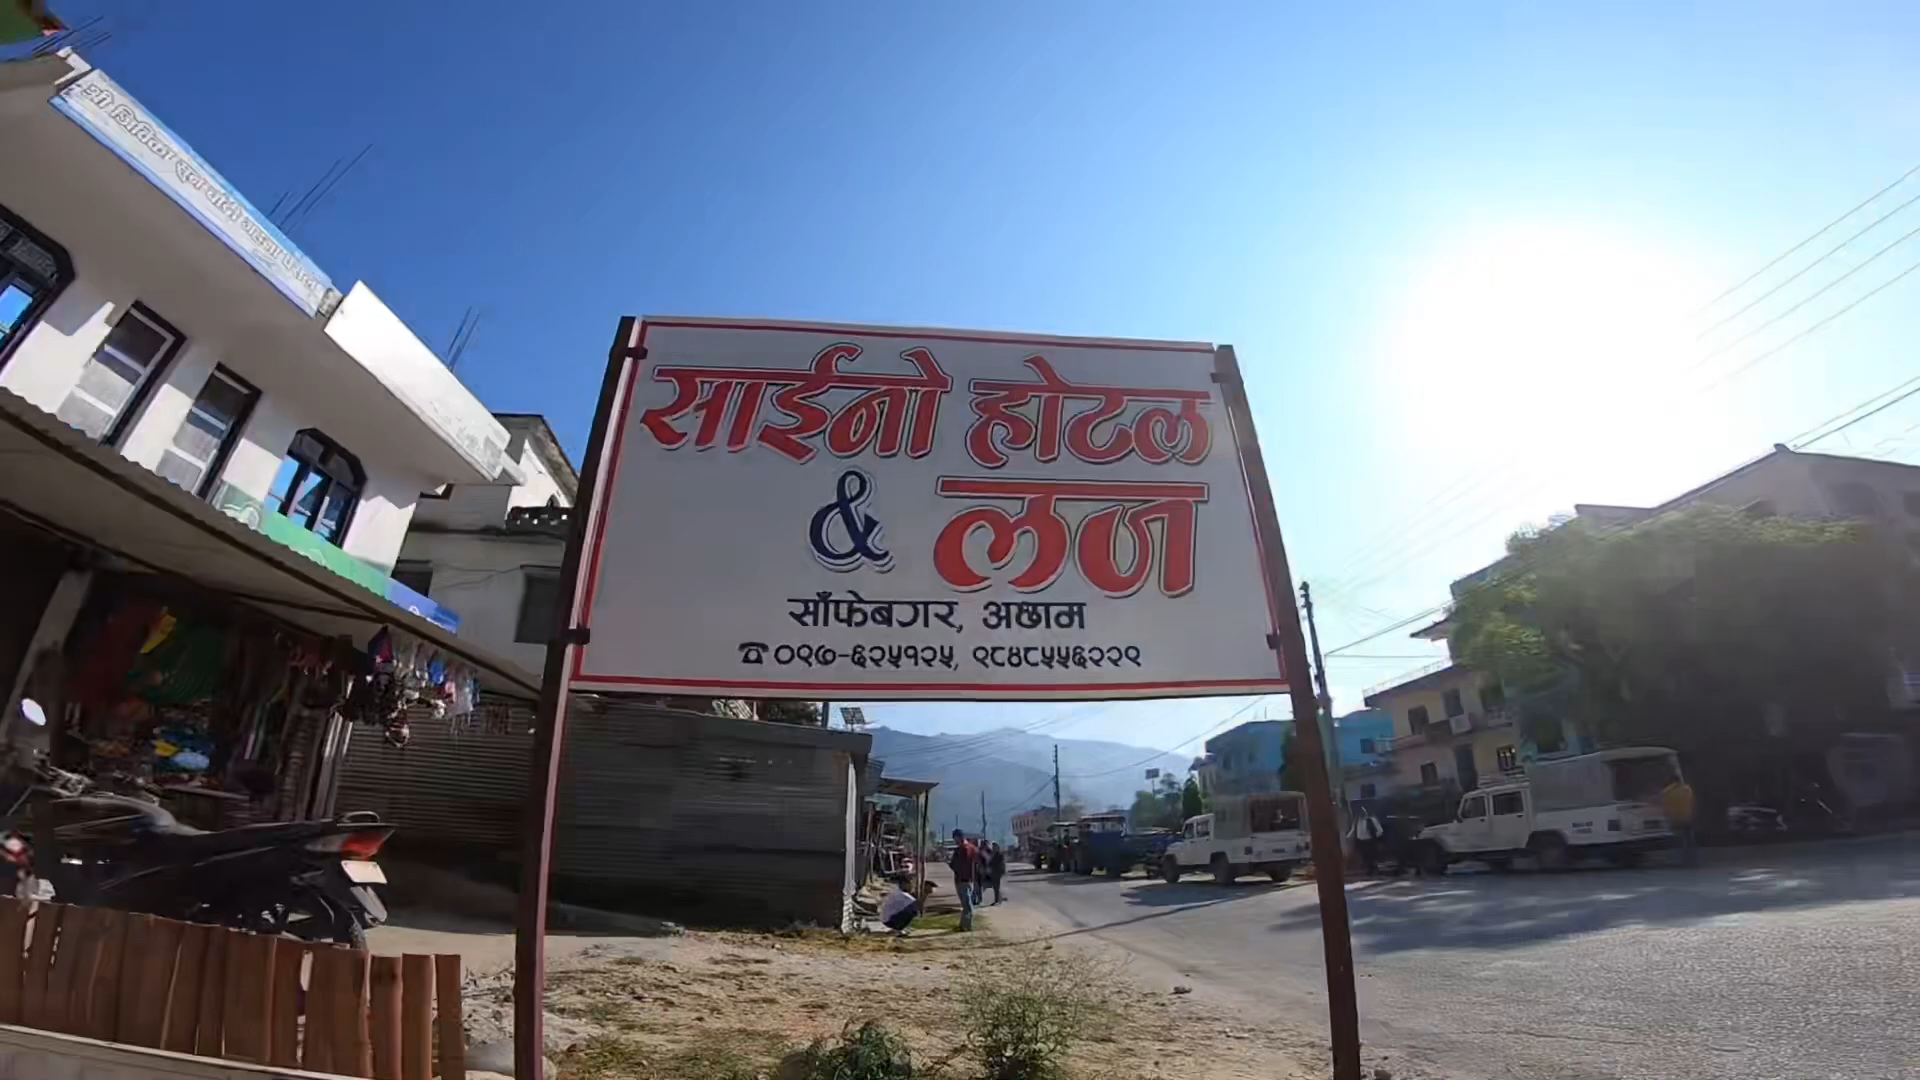 साईनो होटल
& लज
साँफेबगर, अछाम
☎०९७-६२५१२५, ९८४८५५६२२९